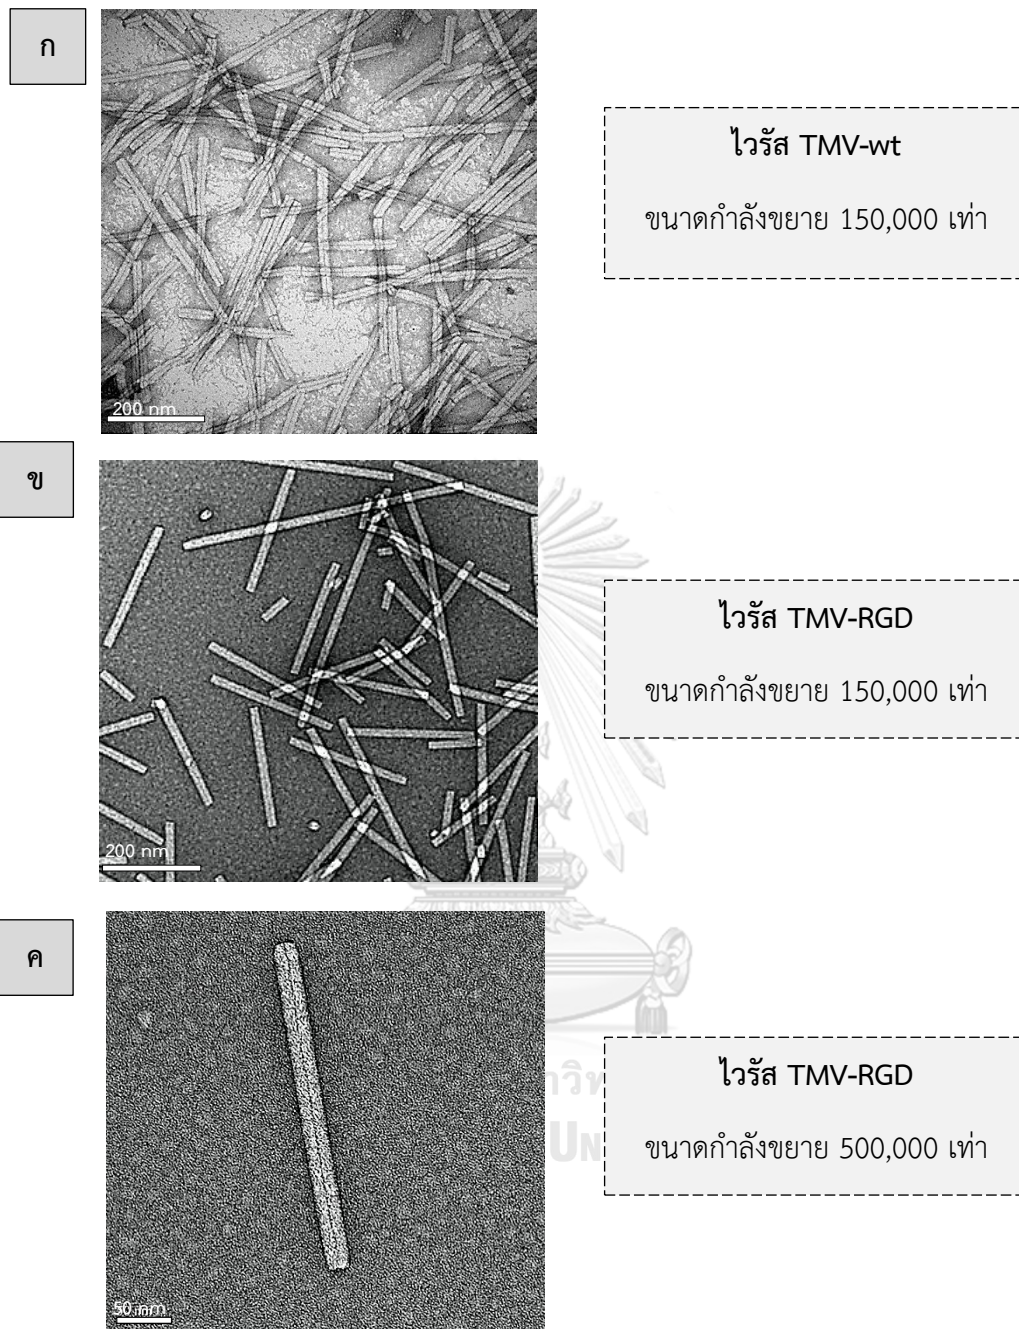 ก
ไวรัส TMV-wt
ขนาดกำลังขยาย 150,000 เท่า
200 nm
ข
ไวรัส TMV-RGD
ขนาดกำลังขยาย 150,000 เท่า
200 nm
ค
ไวรัส TMV-RGD
ขนาดกำลังขยาย 500,000 เท่า
50 nm